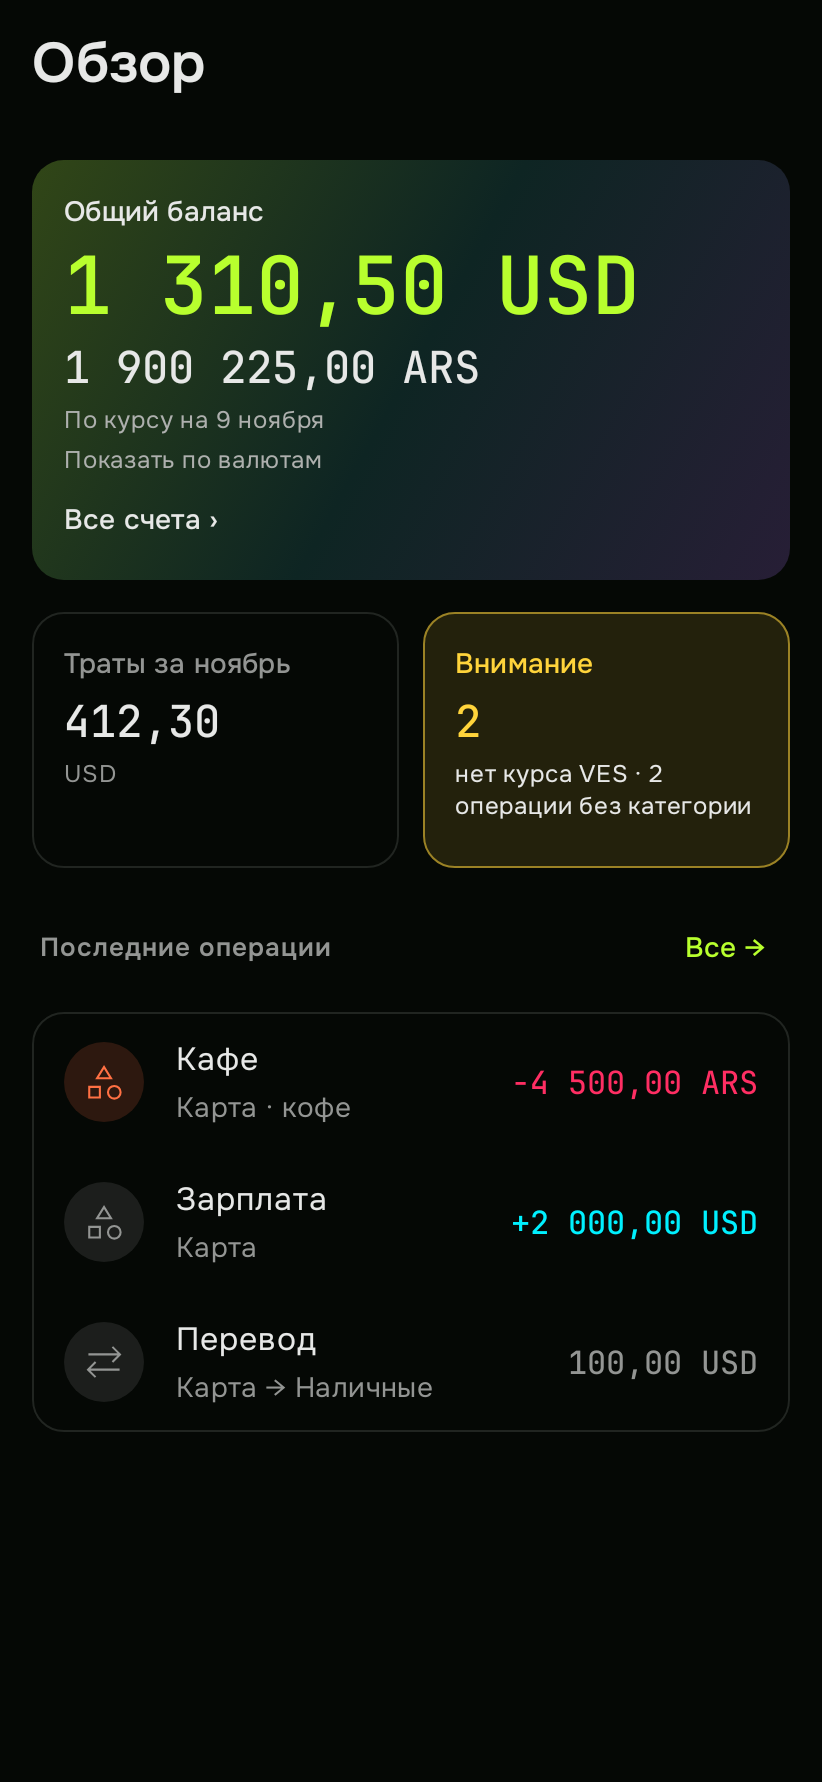 Обзор
Общий баланс
1 310,50 USD
1 900 225,00 ARS
По курсу на 9 ноября
Показать по валютам
Все счета ›
Траты за ноябрь
412,30
USD
Внимание
2
нет курса VES · 2
операции без категории
Последние операции
Все →
Кафе
Карта · кофе
-4 500,00 ARS
Зарплата
Карта
+2 000,00 USD
Перевод
Карта → Наличные
100,00 USD